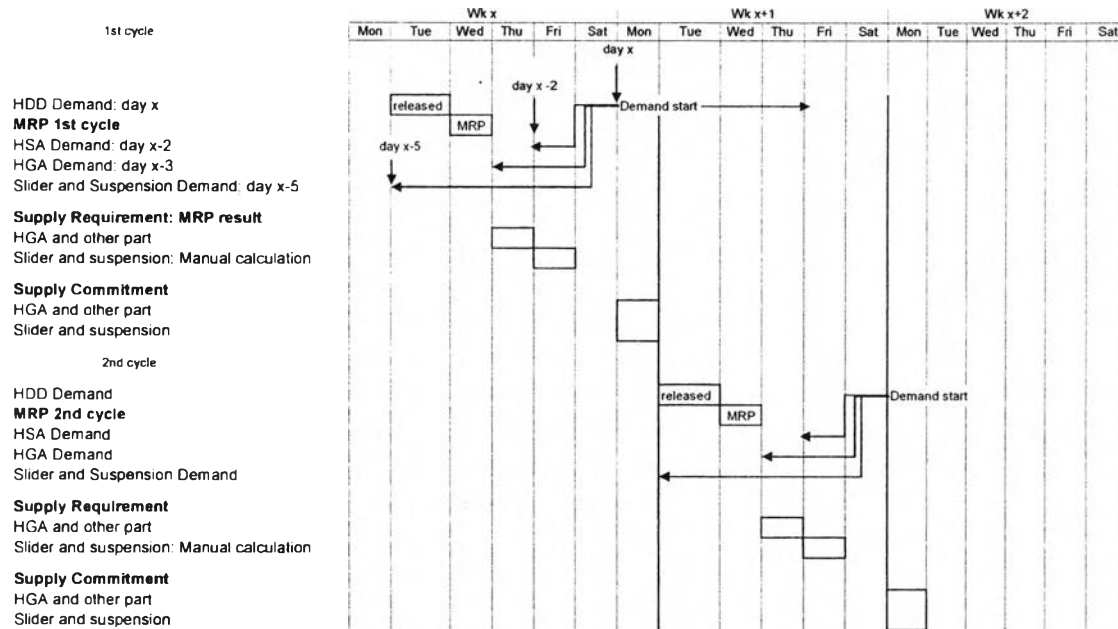 Wk x Wk x+1 Wk x+2
1st cycle
Mon Tue Wed Thu Fri Sat Mon Tue Wed Thu Fri Sat Mon Tue Wed Thu Fri Sat
day x
day x -2
HDD Demand: day x released Demand start
MRP 1st cycle MRP
HSA Demand: day x-2 day x-5
HGA Demand: day x-3
Slider and Suspension Demand: day x-5
Supply Requirement: MRP result
HGA and other part
Slider and suspension: Manual calculation
Supply Commitment
HGA and other part
Slider and suspension
2nd cycle
HDD Demand released Demand start
MRP 2nd cycle MRP
HSA Demand
HGA Demand
Slider and Suspension Demand
Supply Requirement
HGA and other part
Slider and suspension: Manual calculation
Supply Commitment
HGA and other part
Slider and suspension